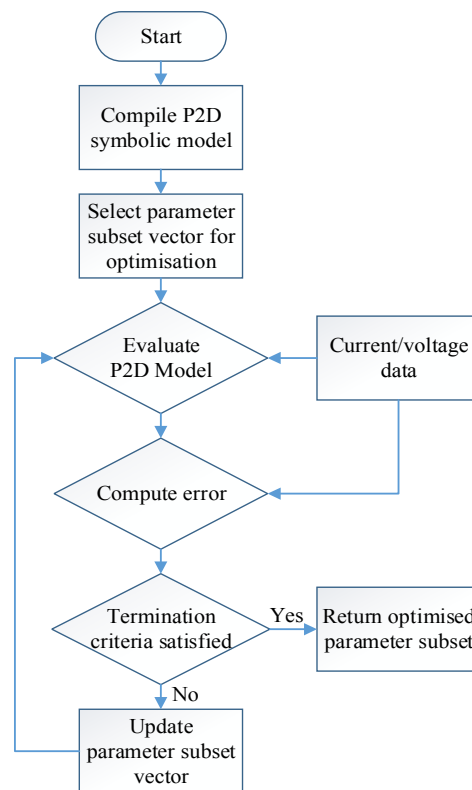 Start
Compile P2D
symbolic model
Select parameter
subset vector for
optimisation
Evaluate
P2D Model
Current/voltage
data
Compute error
Termination
criteria satisfied
Yes
Return optimised
parameter subset
No
Update
parameter subset
vector